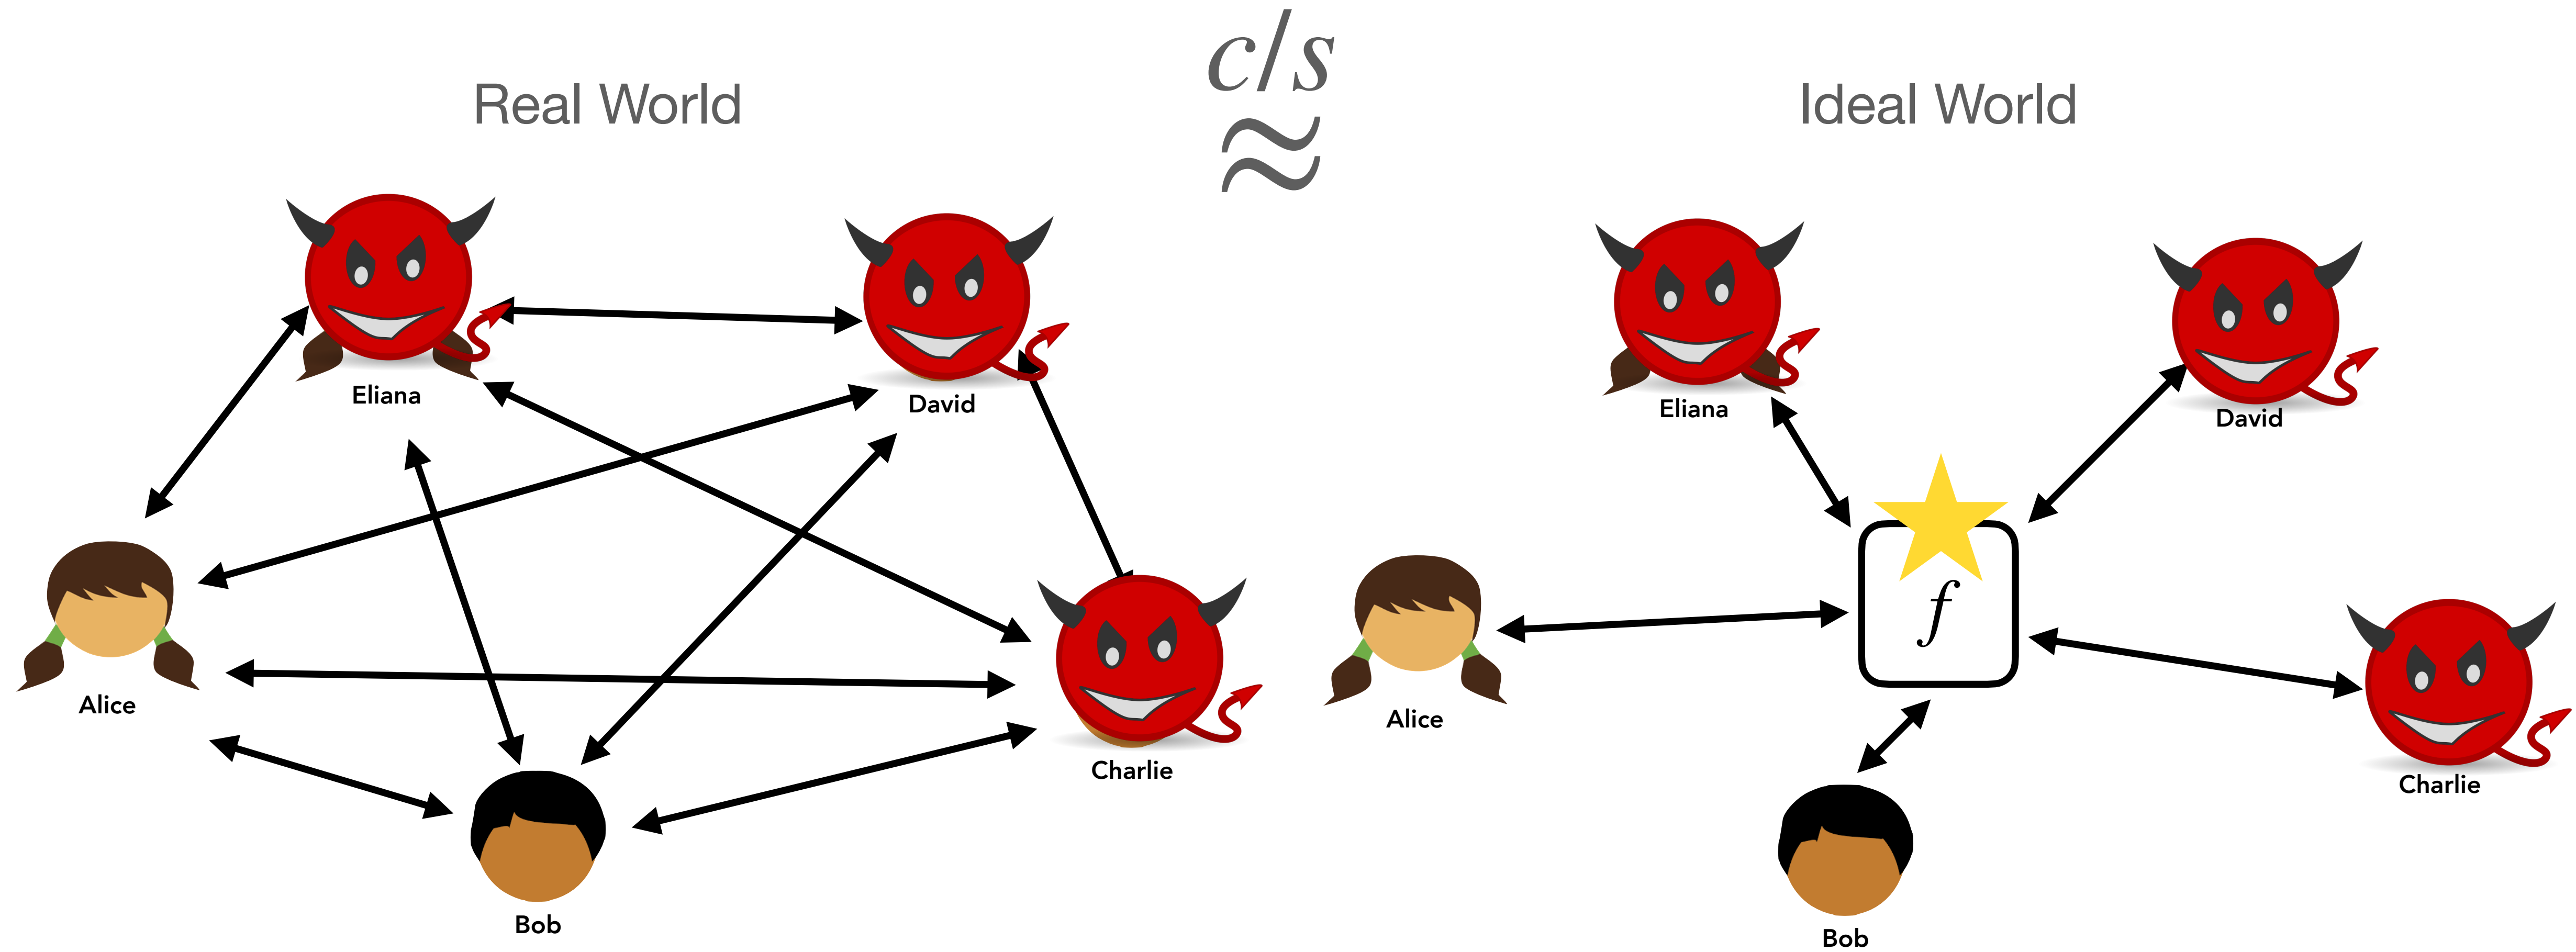 c/s
≈
Real World
Ideal World
Eliana
David
Alice
Charlie
Bob
Eliana
David
f
Alice
Charlie
Bob